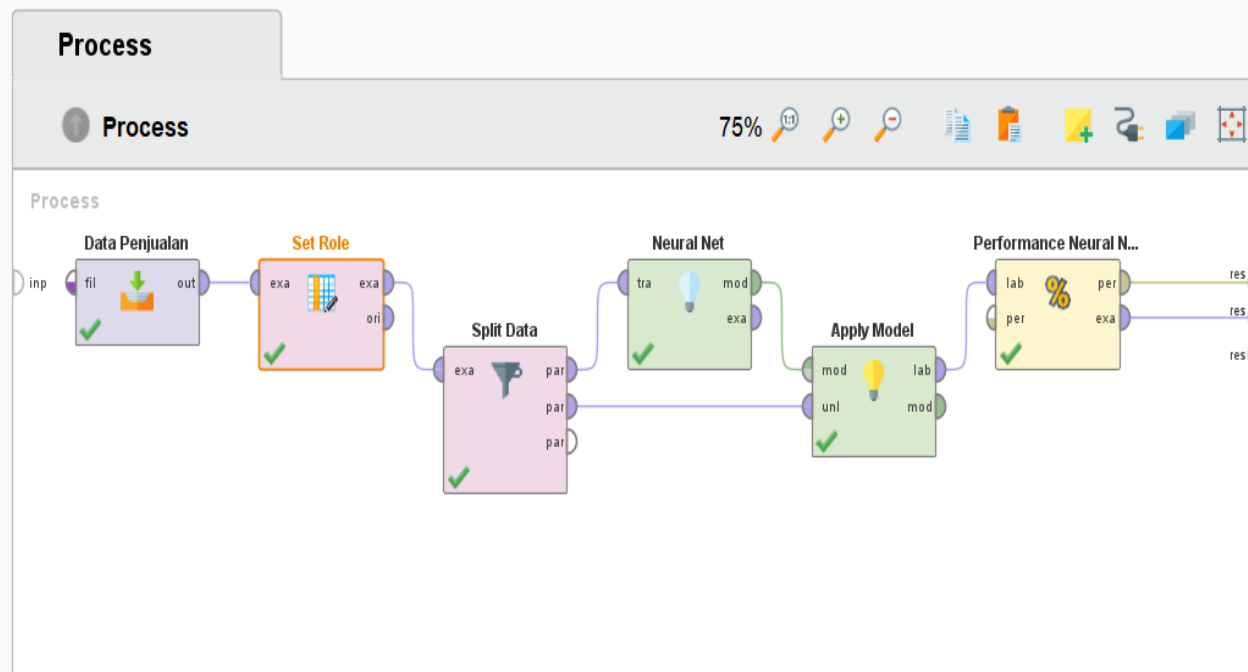 Process
Process
75%
1:1
Process
Data Penjualan
Set Role
Neural Net
Performance Neural N...
inp
fil
out
exa
exa
ori
tra
mod
exa
lab
per
per
exa
res
res
res
Split Data
exa
par
par
par
Apply Model
mod
lab
unl
mod
%